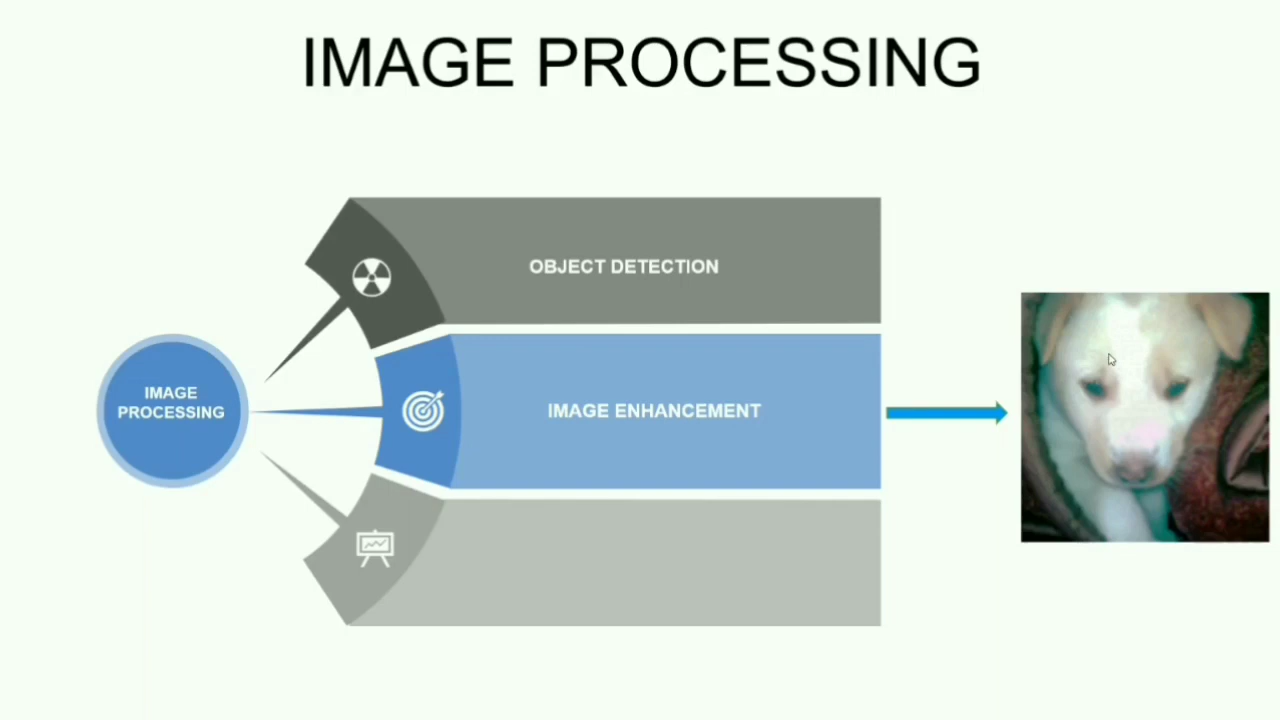 IMAGE PROCESSING
OBJECT DETECTION
IMAGE
PROCESSING
IMAGE ENHANCEMENT